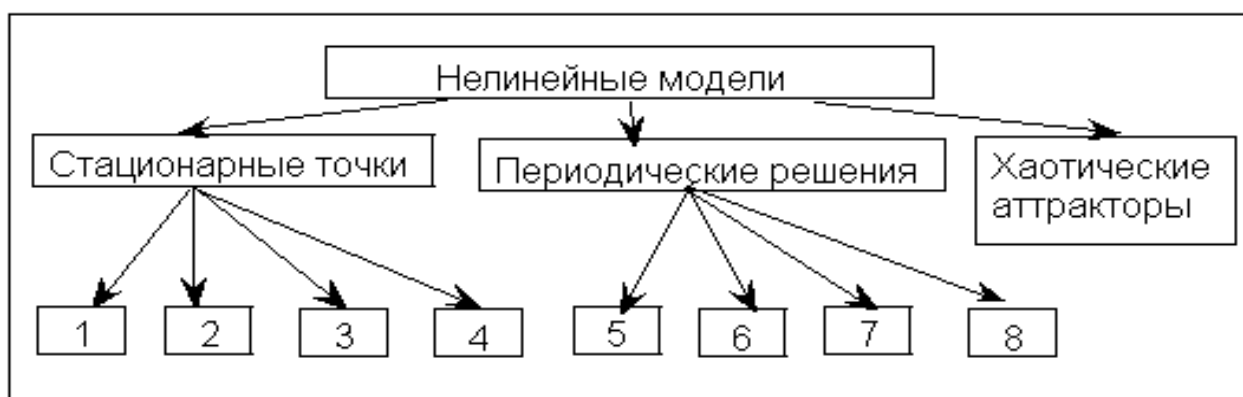 Нелинейные модели
Стационарные точки
Периодические решения
Хаотические
аттракторы
1 2 3 4 5 6 7 8